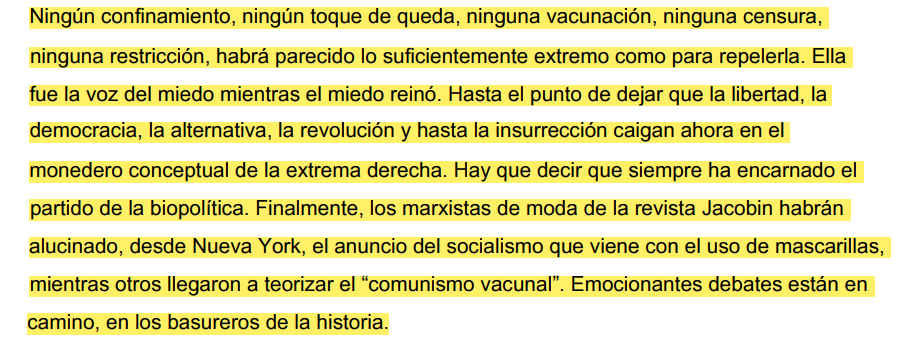 Ningún confinamiento, ningún toque de queda, ninguna vacunación, ninguna censura,
ninguna restricción, habrá parecido lo suficientemente extremo como para repelerla. Ella
fue la voz del miedo mientras el miedo reinó. Hasta el punto de dejar que la libertad, la
democracia, la alternativa, la revolución y hasta la insurrección caigan ahora en el
monedero conceptual de la extrema derecha. Hay que decir que siempre ha encarnado el
partido de la biopolítica. Finalmente, los marxistas de moda de la revista Jacobin habrán
alucinado, desde Nueva York, el anuncio del socialismo que viene con el uso de mascarillas,
mientras otros llegaron a teorizar el “comunismo vacunal”. Emocionantes debates están en
camino, en los basureros de la historia.